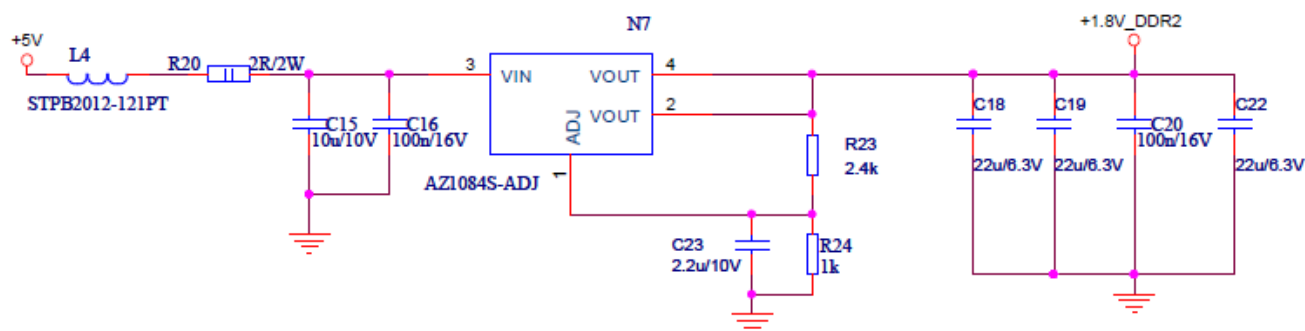 N7
+1.8V_DDR2
+5V
L4
R20
2R/2W
3
VIN
VOUT
4
STPB2012-121PT
C15
10u/10V
C16
100n/16V
VOUT
2
ADJ
C18
22u/6.3V
C19
22u/6.3V
C20
100n/16V
C22
22u/6.3V
R23
2.4k
AZ1084S-ADJ
1
C23
2.2u/10V
R24
1k